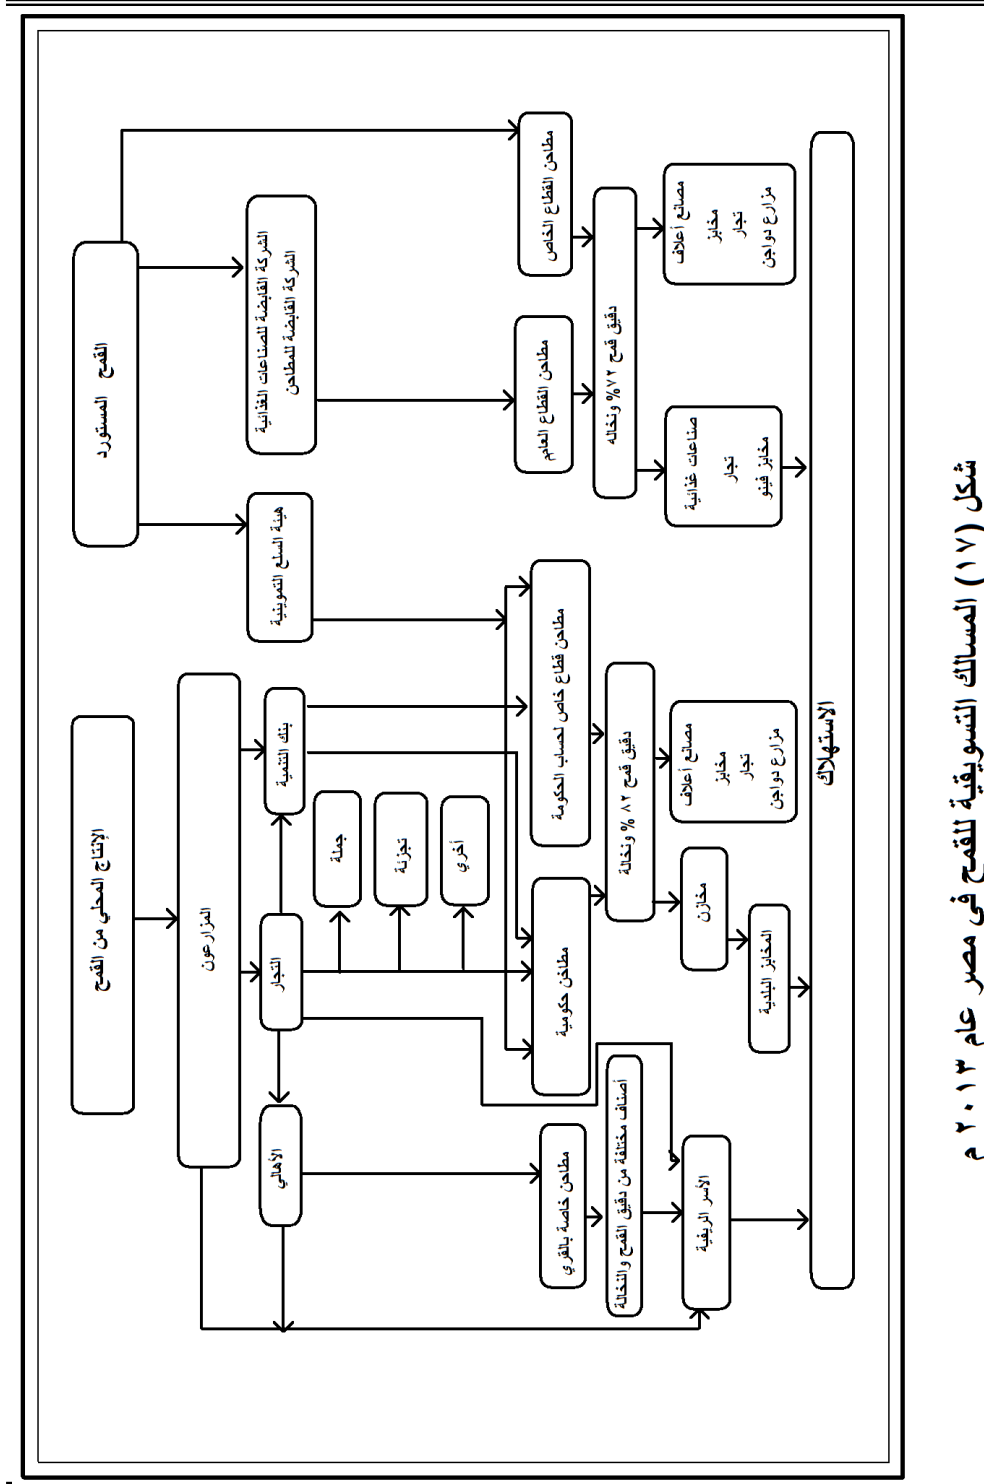 القمح المستورد
الإنتاج المحلي من القمح
المزارعون
الشركة القابضة للصناعات الغذائية
الشركة القابضة للمطاحن
هيئة السلع التموينية
بنك التنمية
التجار
الأهالي
جملة
تجزئة
أخري
مطاحن القطاع الخاص
مطاحن القطاع العام
مطاحن قطاع خاص لحساب الحكومة
مطاحن حكومية
مطاحن خاصة بالقري
دقيق قمح ٧٢% ونخاله
دقيق قمح ٨٢ % ونخالة
أصناف مختلفة من دقيق القمح والنخالة
مصانع أعلاف
مخابز
تجار
مزارع دواجن
صناعات غذائية
تجار
مخابز فينو
مصانع أعلاف
مخابز
تجار
مزارع دواجن
مخازن
المخابز البلدية
الأسر الريفية
الاستهلاك
شكل (١٧) المسالك التسويقية للقمح فى مصر عام ٢٠١٣ م